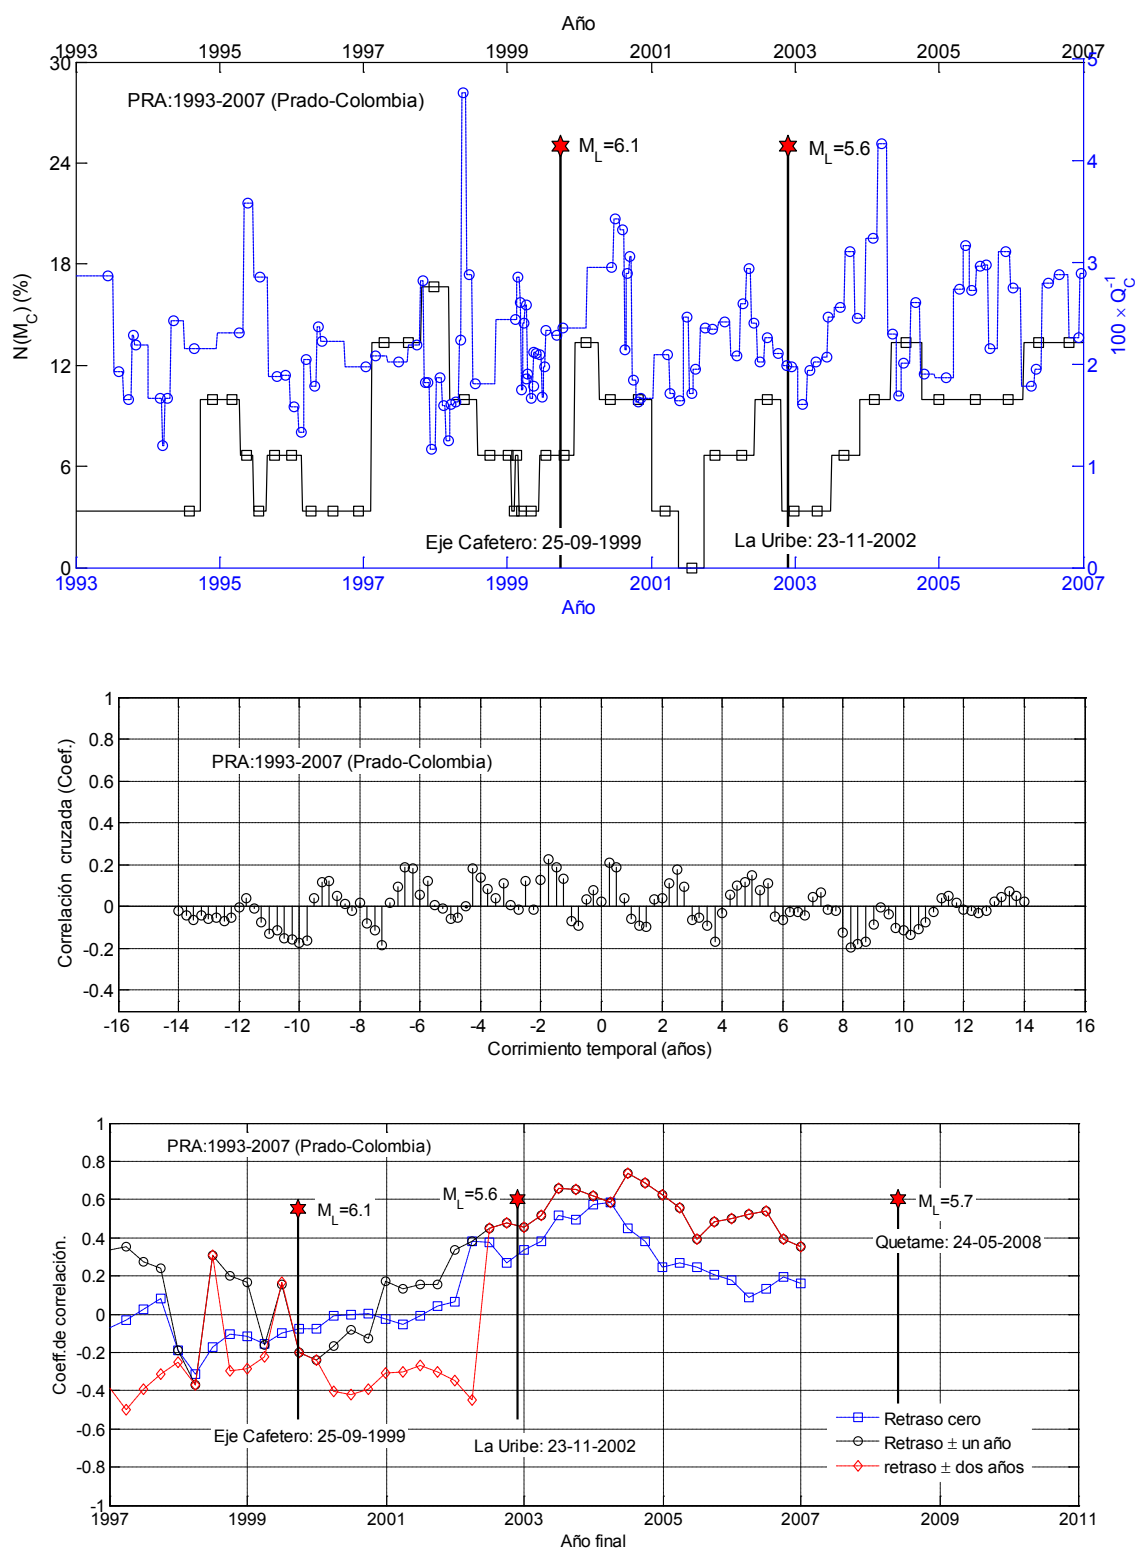 Año
1993 1995 1997 1999 2001 2003 2005 2007
30 5
PRA:1993-2007 (Prado-Colombia)
M_L=6.1 M_L=5.6
24 4
18 3
N(M_C) (%)
100 × Q_C^-1
12 2
6 1
Eje Cafetero: 25-09-1999 La Uribe: 23-11-2002
0 0
1993 1995 1997 1999 2001 2003 2005 2007
Año
1
0.8
PRA:1993-2007 (Prado-Colombia)
0.6
0.4
0.2
0
-0.2
-0.4
Correlación cruzada (Coef.)
-16 -14 -12 -10 -8 -6 -4 -2 0 2 4 6 8 10 12 14 16
Corrimiento temporal (años)
1
PRA:1993-2007 (Prado-Colombia)
0.8
M_L=6.1 M_L=5.6 M_L=5.7
0.6
Quetame: 24-05-2008
0.4
0.2
0
-0.2
-0.4
-0.6
-0.8
-1
Coeff.de correlación.
Eje Cafetero: 25-09-1999
La Uribe: 23-11-2002
Retraso cero
Retraso ± un año
retraso ± dos años
1997 1999 2001 2003 2005 2007 2009 2011
Año final